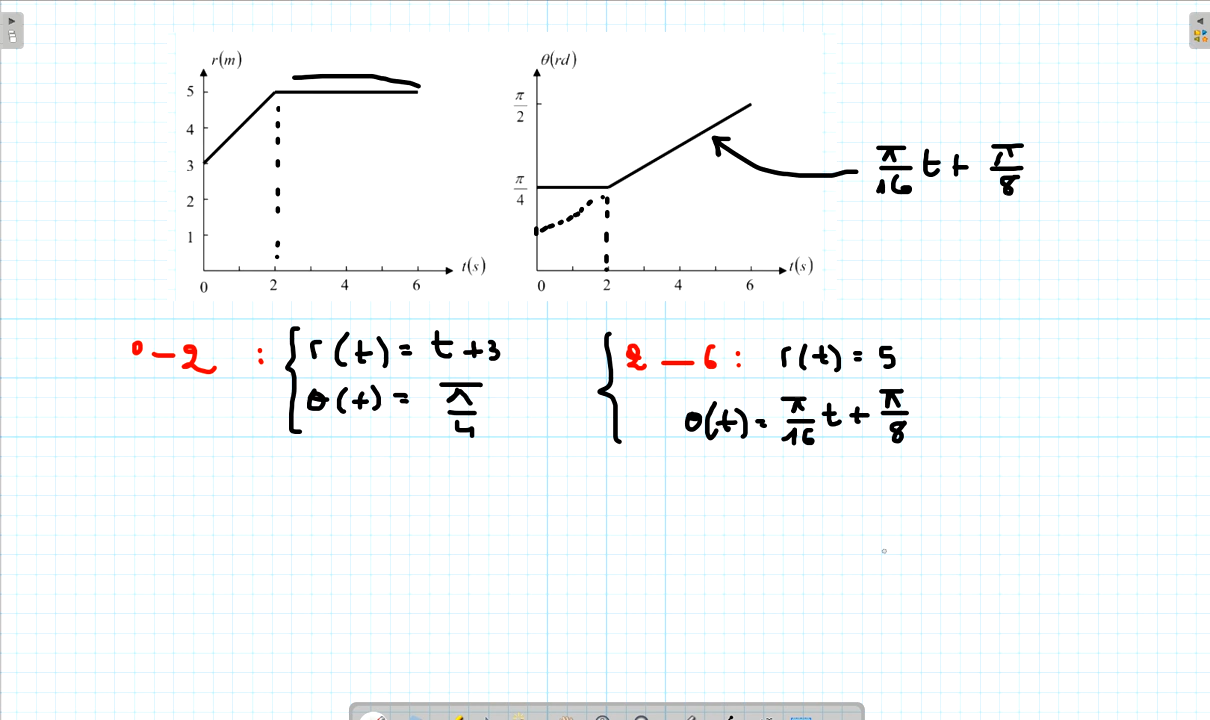 r(m)
5
4
3
2
1
0 2 4 6 t(s)
θ(rd)
π/2
π/4
0 2 4 6 t(s)
π/16 t + π/8
0 — 2 : { r(t) = t + 3
θ(t) = π/4
{ 2 — 6 : r(t) = 5
θ(t) = π/16 t + π/8